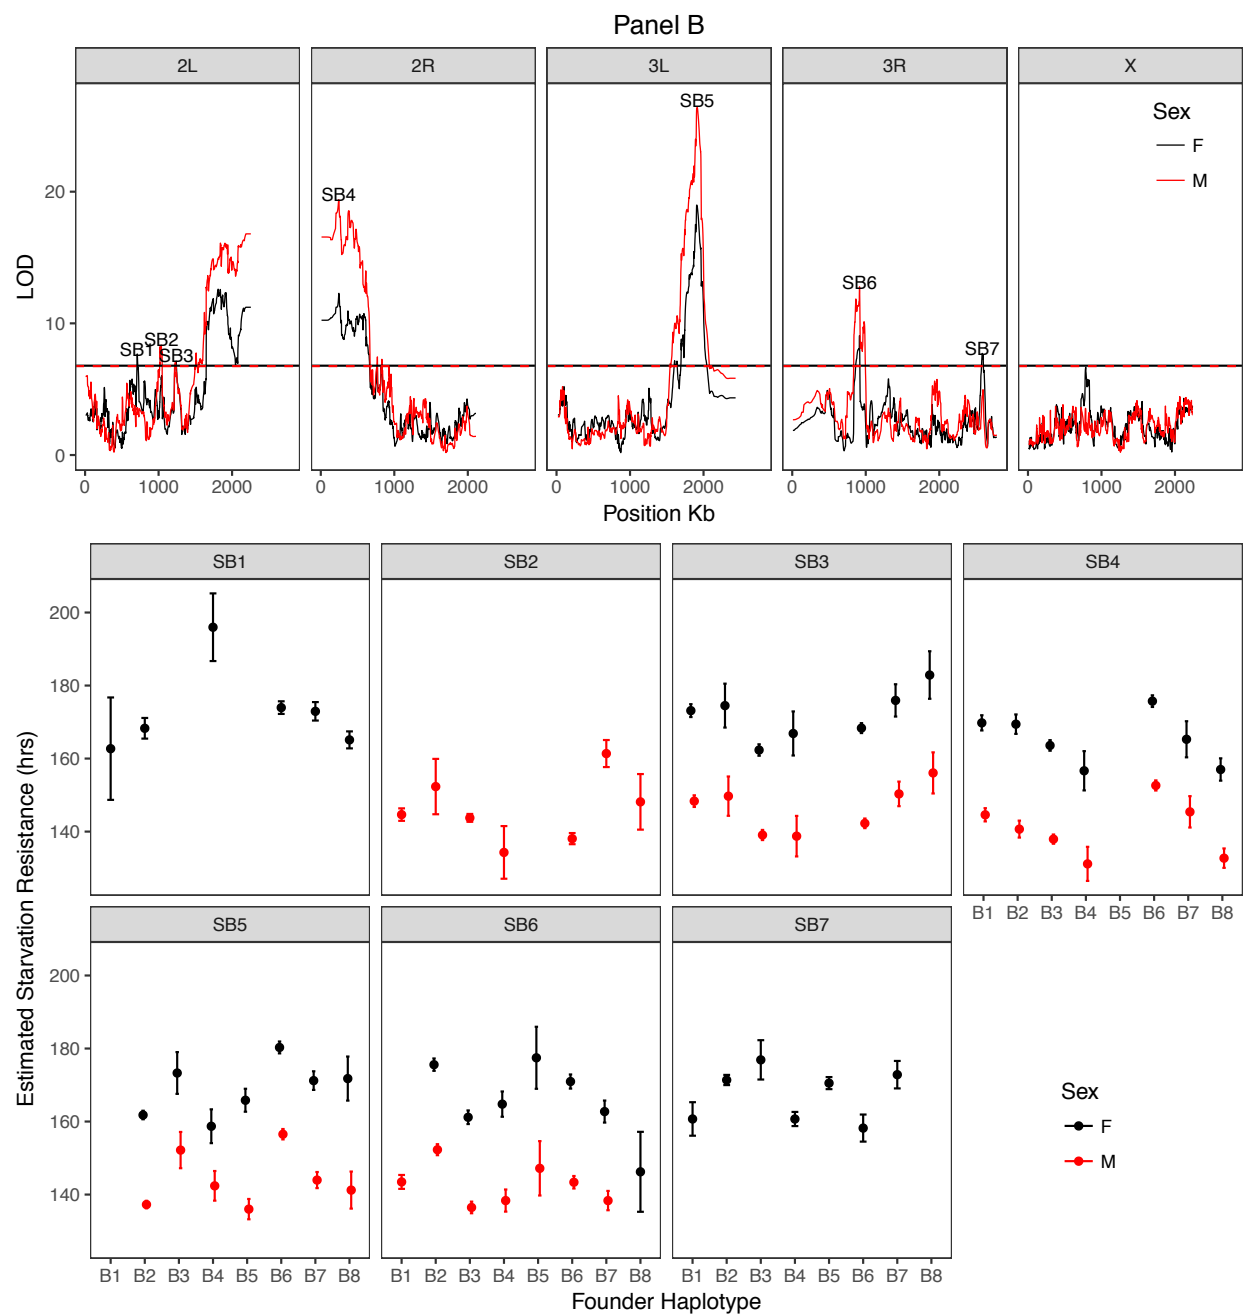 Panel B
2L 2R 3L 3R X
SB5
Sex
F
M
20
SB4
LOD
SB6
10
SB1 SB2 SB3
SB7
0
0 1000 2000 0 1000 2000 0 1000 2000 0 1000 2000 0 1000 2000
Position Kb
SB1 SB2 SB3 SB4
200
180
160
140
B1 B2 B3 B4 B5 B6 B7 B8
Estimated Starvation Resistance (hrs)
SB5 SB6 SB7
200
180
160
140
Sex
F
M
B1 B2 B3 B4 B5 B6 B7 B8 B1 B2 B3 B4 B5 B6 B7 B8 B1 B2 B3 B4 B5 B6 B7 B8
Founder Haplotype